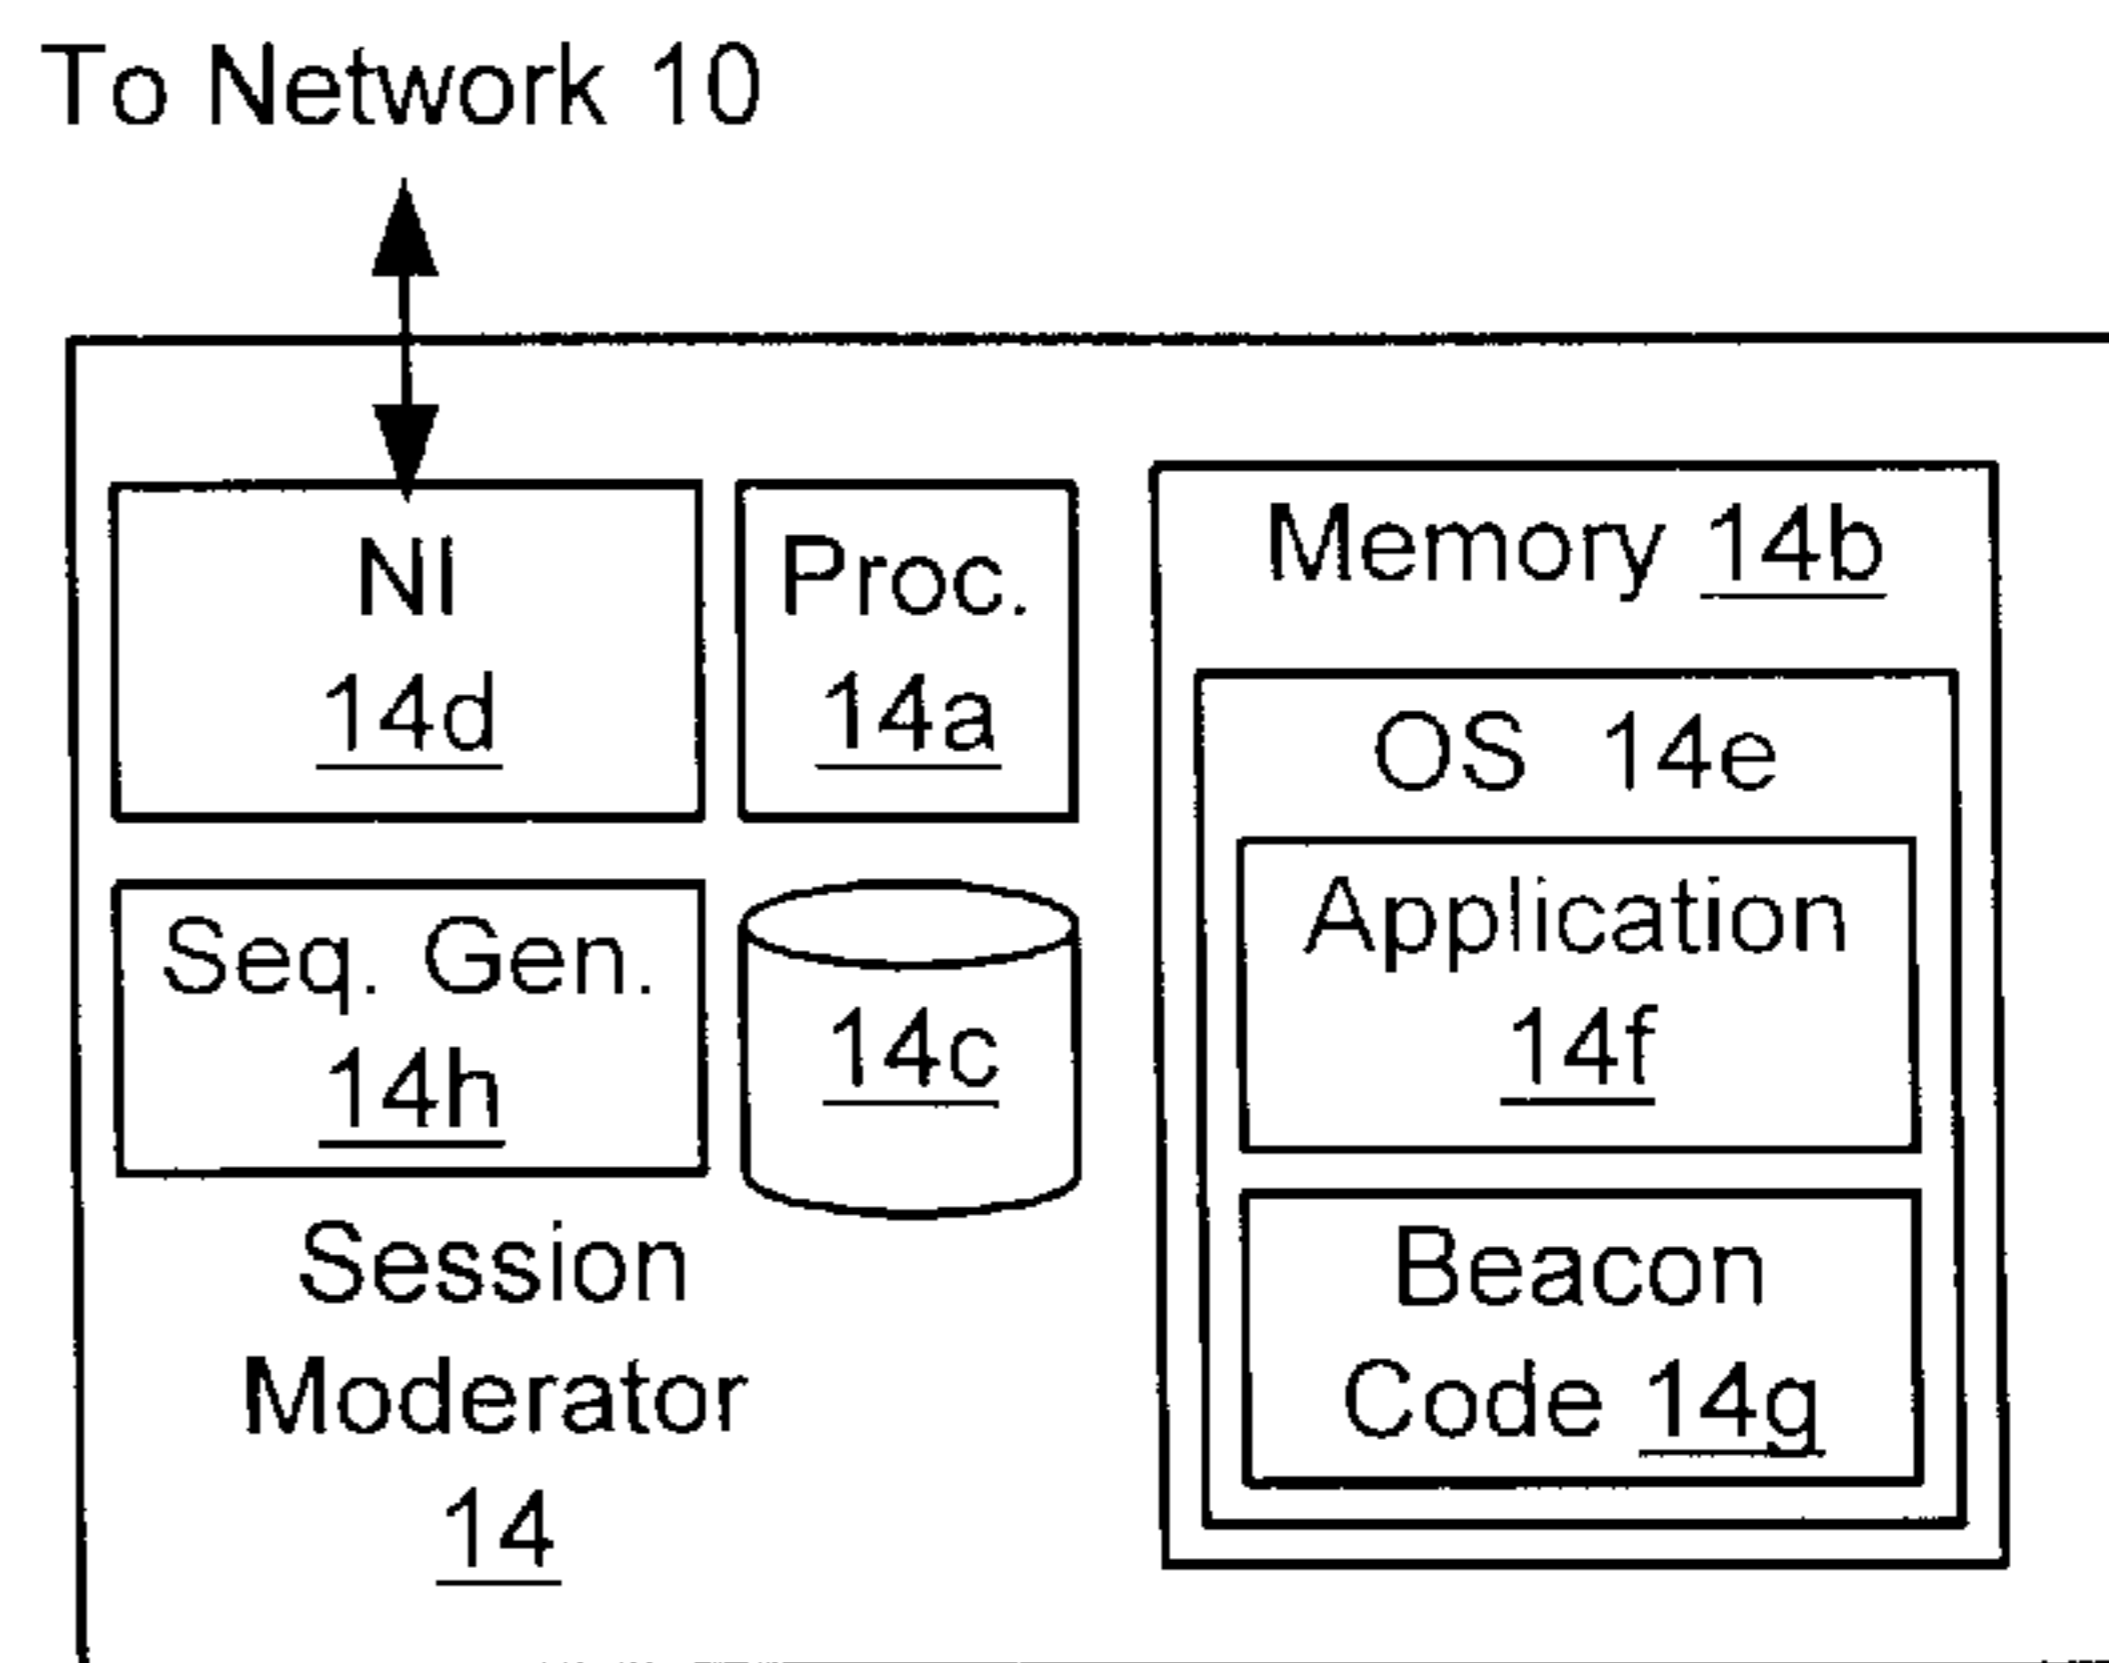 To Network 10
NI
14d
Proc.
14a
Memory 14b
OS 14e
Application
14f
Beacon
Code 14g
Seq. Gen.
14h
14c
Session
Moderator
14